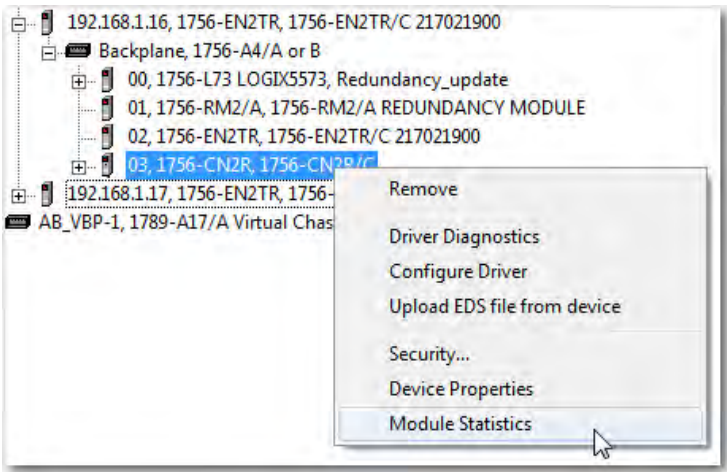 192.168.1.16, 1756-EN2TR, 1756-EN2TR/C 217021900
Backplane, 1756-A4/A or B
00, 1756-L73 LOGIX5573, Redundancy_update
01, 1756-RM2/A, 1756-RM2/A REDUNDANCY MODULE
02, 1756-EN2TR, 1756-EN2TR/C 217021900
03, 1756-CN2R, 1756-CN2R/C
192.168.1.17, 1756-EN2TR, 1756-
AB_VBP-1, 1789-A17/A Virtual Chas
Remove
Driver Diagnostics
Configure Driver
Upload EDS file from device
Security...
Device Properties
Module Statistics